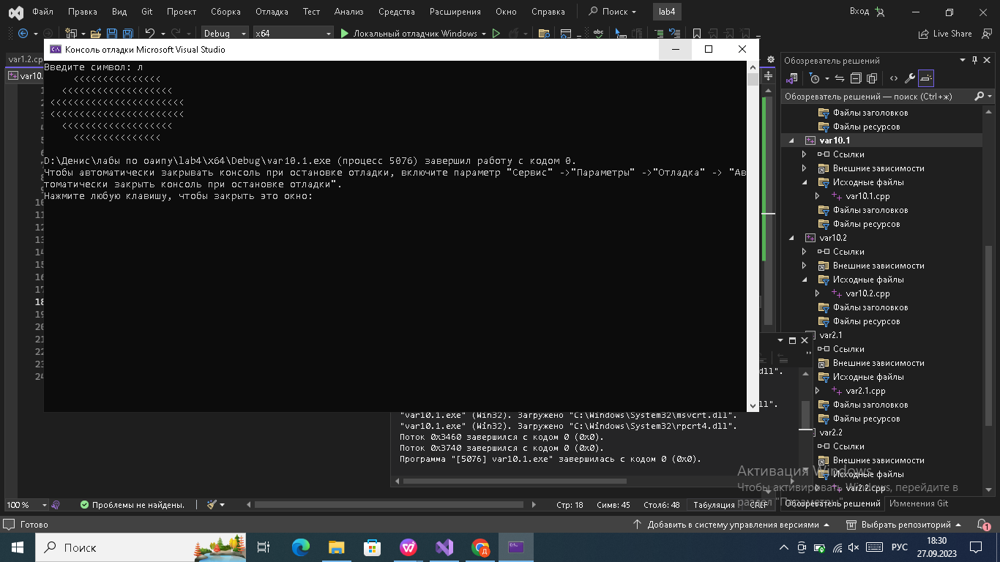 Файл Правка Вид Git Проект Сборка Отладка Тест Анализ Средства Расширения Окно Справка Поиск lab4 Вход
Debug x64 Локальный отладчик Windows Live Share
var1.2.cp
Консоль отладки Microsoft Visual Studio
Обозреватель решений
var10.
Введите символ: л
<<<<<<<<<<<<<<<
<<<<<<<<<<<<<<<<<<<
<<<<<<<<<<<<<<<<<<<<<<<
<<<<<<<<<<<<<<<<<<<<<<<
<<<<<<<<<<<<<<<<<<<
<<<<<<<<<<<<<<<
D:\Денис\лабы по оаипу\lab4\x64\Debug\var10.1.exe (процесс 5076) завершил работу с кодом 0.
Чтобы автоматически закрывать консоль при остановке отладки, включите параметр "Сервис" ->"Параметры" ->"Отладка" -> "Ав
томатически закрыть консоль при остановке отладки".
Нажмите любую клавишу, чтобы закрыть это окно:
18
Обозреватель решений — поиск (Ctrl+ж)
Файлы заголовков
Файлы ресурсов
var10.1
Ссылки
Внешние зависимости
Исходные файлы
var10.1.cpp
Файлы заголовков
Файлы ресурсов
var10.2
Ссылки
Внешние зависимости
Исходные файлы
var10.2.cpp
Файлы заголовков
Файлы ресурсов
var2.1
Ссылки
Внешние зависимости
Исходные файлы
var2.1.cpp
Файлы заголовков
Файлы ресурсов
var2.2
Ссылки
Внешние зависимости
Исходные файлы
var2.2.cpp
dll".
ll".
"var10.1.exe" (Win32). Загружено "C:\Windows\System32\msvcrt.dll".
"var10.1.exe" (Win32). Загружено "C:\Windows\System32\rpcrt4.dll".
Поток 0x3460 завершился с кодом 0 (0x0).
Поток 0x3740 завершился с кодом 0 (0x0).
Программа "[5076] var10.1.exe" завершилась с кодом 0 (0x0).
Активация Windows
Чтобы активировать Windows, перейдите в
раздел "Параметры".
100 % Проблемы не найдены. Стр: 18 Симв: 45 Столб: 48 Табуляция CRLF
Обозреватель решений Изменения Git
Готово Добавить в систему управления версиями Выбрать репозиторий 1
Поиск РУС 18:30
27.09.2023